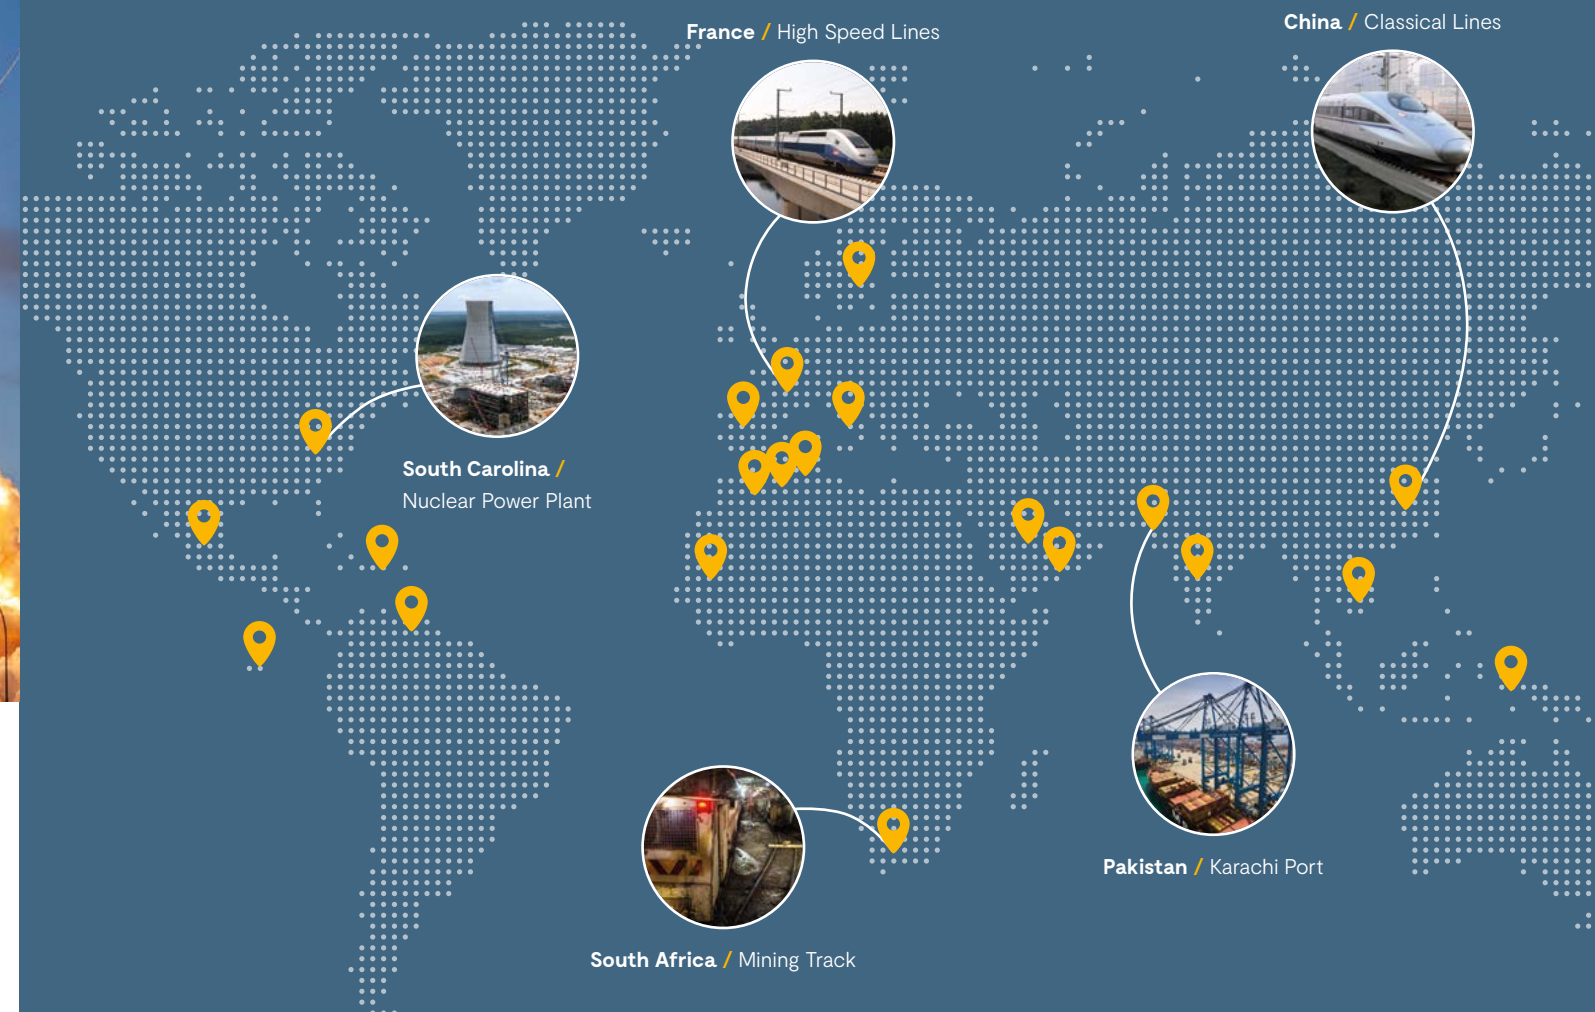 France / High Speed Lines
China / Classical Lines
South Carolina /
Nuclear Power Plant
Pakistan / Karachi Port
South Africa / Mining Track